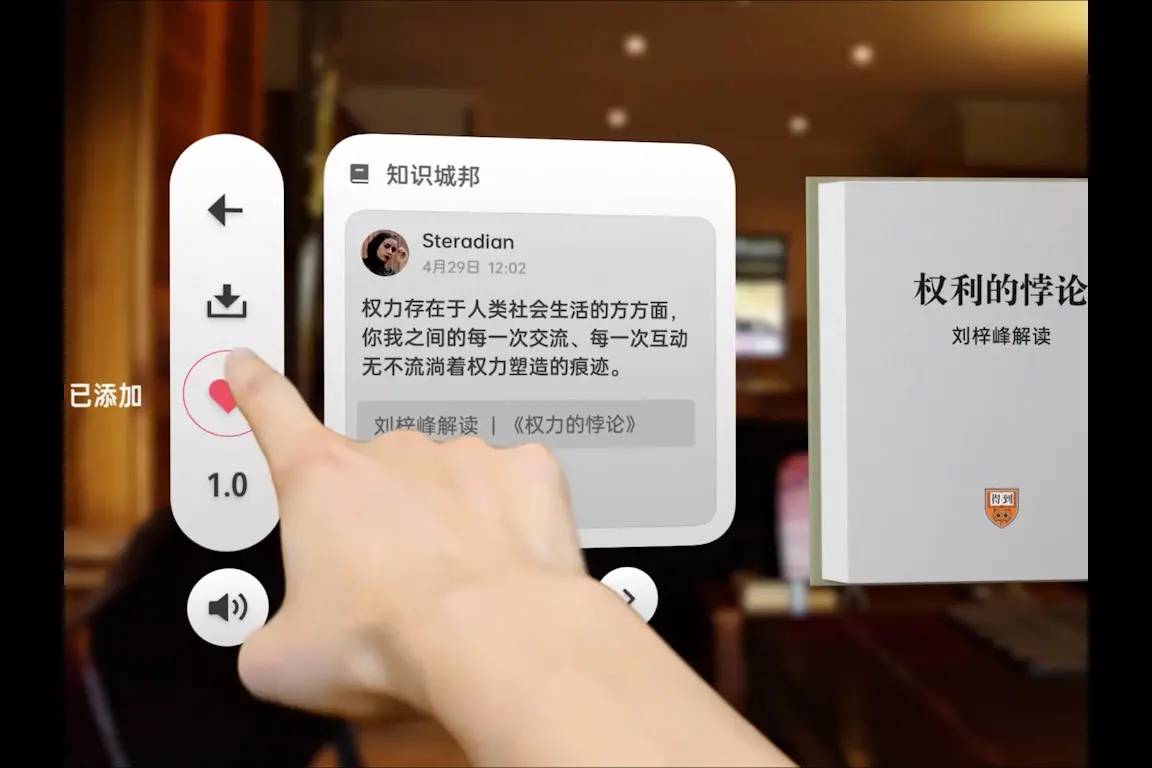 知识城邦
Steradian
4月29日 12:02
权力存在于人类社会生活的方方面，
你我之间的每一次交流、每一次互动
无不流淌着权力塑造的痕迹。
刘梓峰解读 | 《权力的悖论》
已添加
1.0
权利的悖论
刘梓峰解读
得到